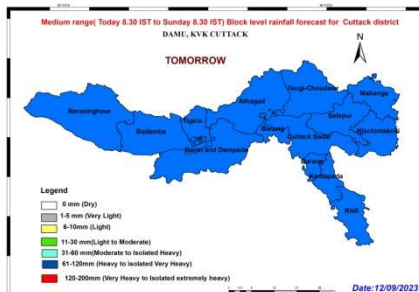 Medium range( Today 8.30 IST to Sunday 8.30 IST) Block level rainfall forecast for Cuttack district
DAMU, KVK CUTTACK
N
TOMORROW
Tangi-Choudwar
Mahanga
Narasinghpur
Athagad
Salepur
Badamba
Tigiria
Nischintakoili
Cuttack Sadar
Banki and Dampada
Barang
Kantapada
Niali
Legend
0 mm (Dry)
1-5 mm (Very Light)
6-10mm (Light)
11-30 mm(Light to Moderate)
31-60 mm(Moderate to Isolated Heavy)
61-120mm (Heavy to isolated Very Heavy)
120-200mm (Very Heavy to Isolated extremely heavy)
Date:12/09/2023